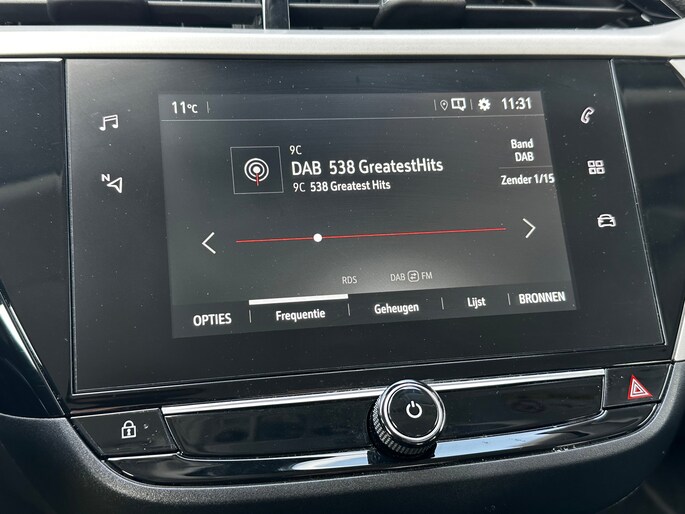 11°C
11:31
9C
DAB 538 GreatestHits
9C 538 Greatest Hits
Band
DAB
Zender 1/15
N
RDS
DAB FM
OPTIES
Frequentie
Geheugen
Lijst
BRONNEN